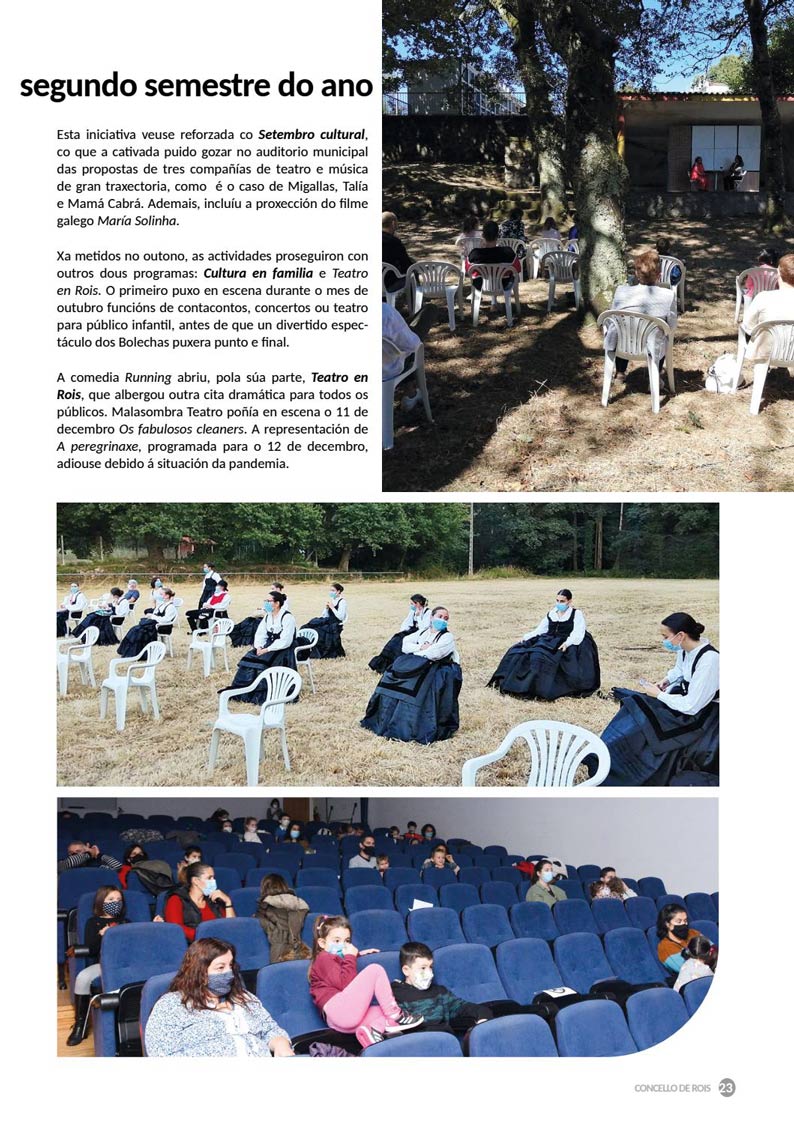 segundo semestre do ano
Esta iniciativa veuse reforzada co Setembro cultural,
co que a cativada puido gozar no auditorio municipal
das propostas de tres compañías de teatro e música
de gran traxectoria, como é o caso de Migallas, Talía
e Mamá Cabrá. Ademais, incluíu a proxección do filme
galego María Solinha.
Xa metidos no outono, as actividades proseguiron con
outros dous programas: Cultura en familia e Teatro
en Rois. O primeiro puxo en escena durante o mes de
outubro funcións de contacontos, concertos ou teatro
para público infantil, antes de que un divertido espec-
táculo dos Bolechas puxera punto e final.
A comedia Running abriu, pola súa parte, Teatro en
Rois, que albergou outra cita dramática para todos os
públicos. Malasombra Teatro poñía en escena o 11 de
decembro Os fabulosos cleaners. A representación de
A peregrinaxe, programada para o 12 de decembro,
adiouse debido á situación da pandemia.
CONCELLO DE ROIS 23